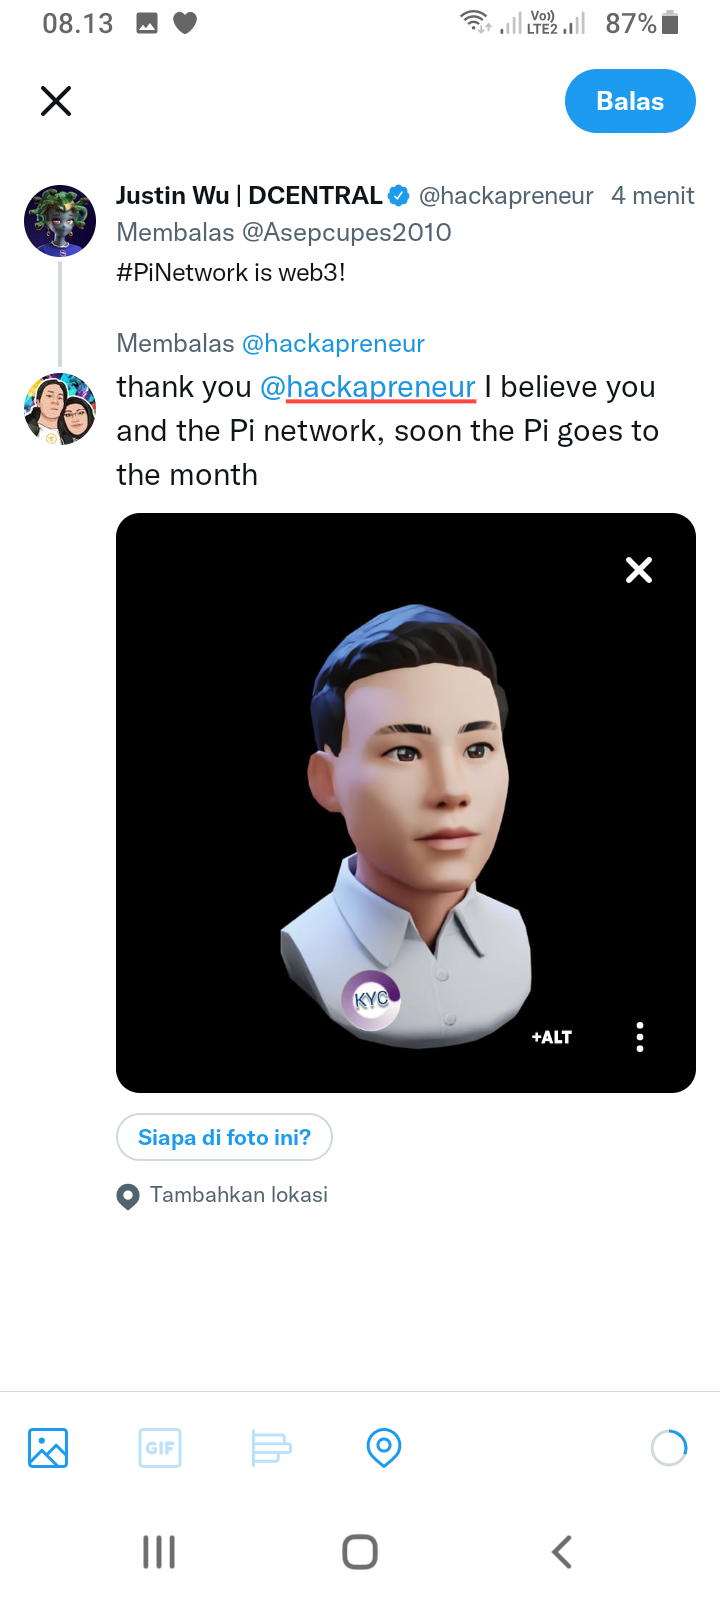 08.13 Vo)) LTE2 87%
Balas
Justin Wu | DCENTRAL @hackapreneur 4 menit
Membalas @Asepcupes2010
#PiNetwork is web3!
Membalas @hackapreneur
thank you @hackapreneur I believe you
and the Pi network, soon the Pi goes to
the month
KYC
+ALT
Siapa di foto ini?
Tambahkan lokasi
GIF